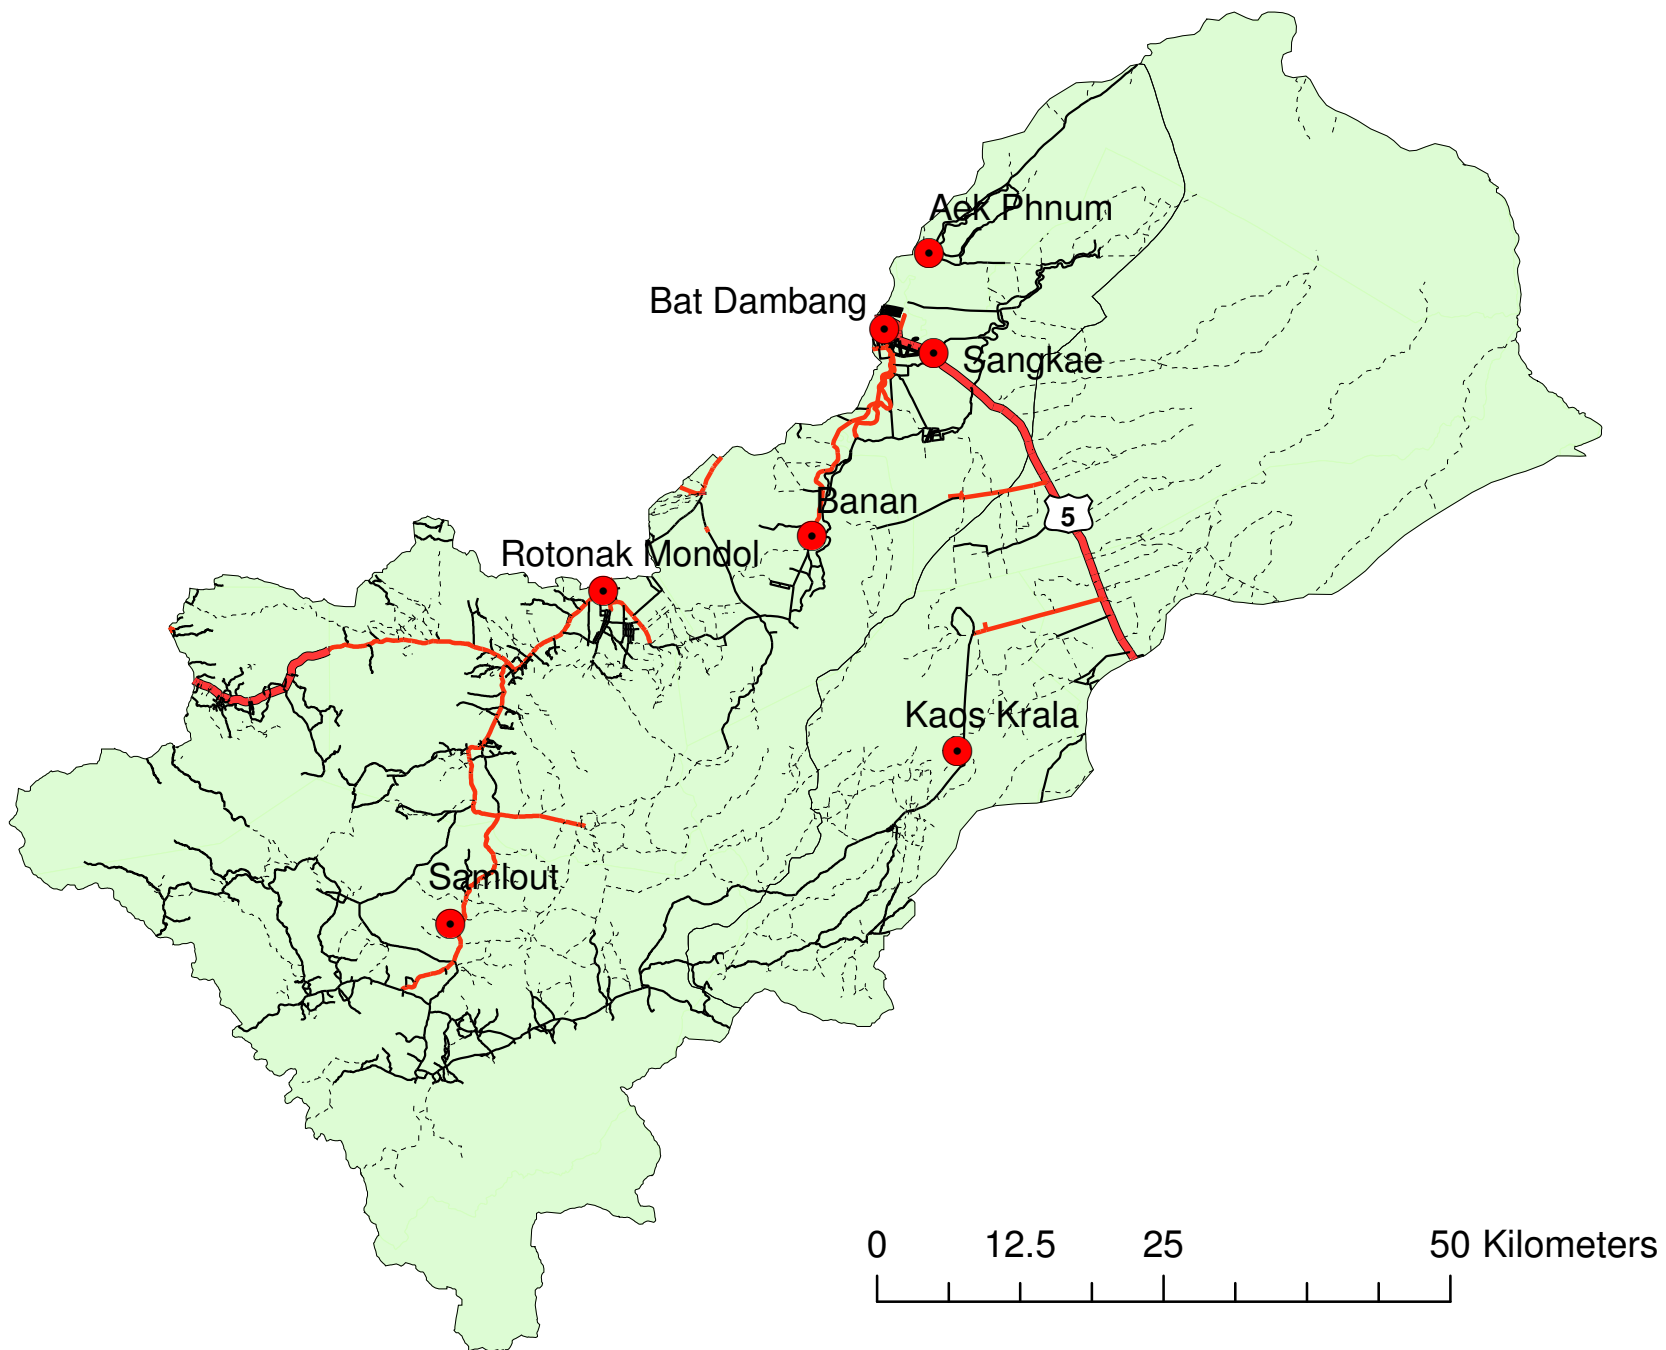 Aek Phnum
Bat Dambang
Sangkae
Banan
5
Rotonak Mondol
Kaos Krala
Samlout
0 12.5 25 50 Kilometers